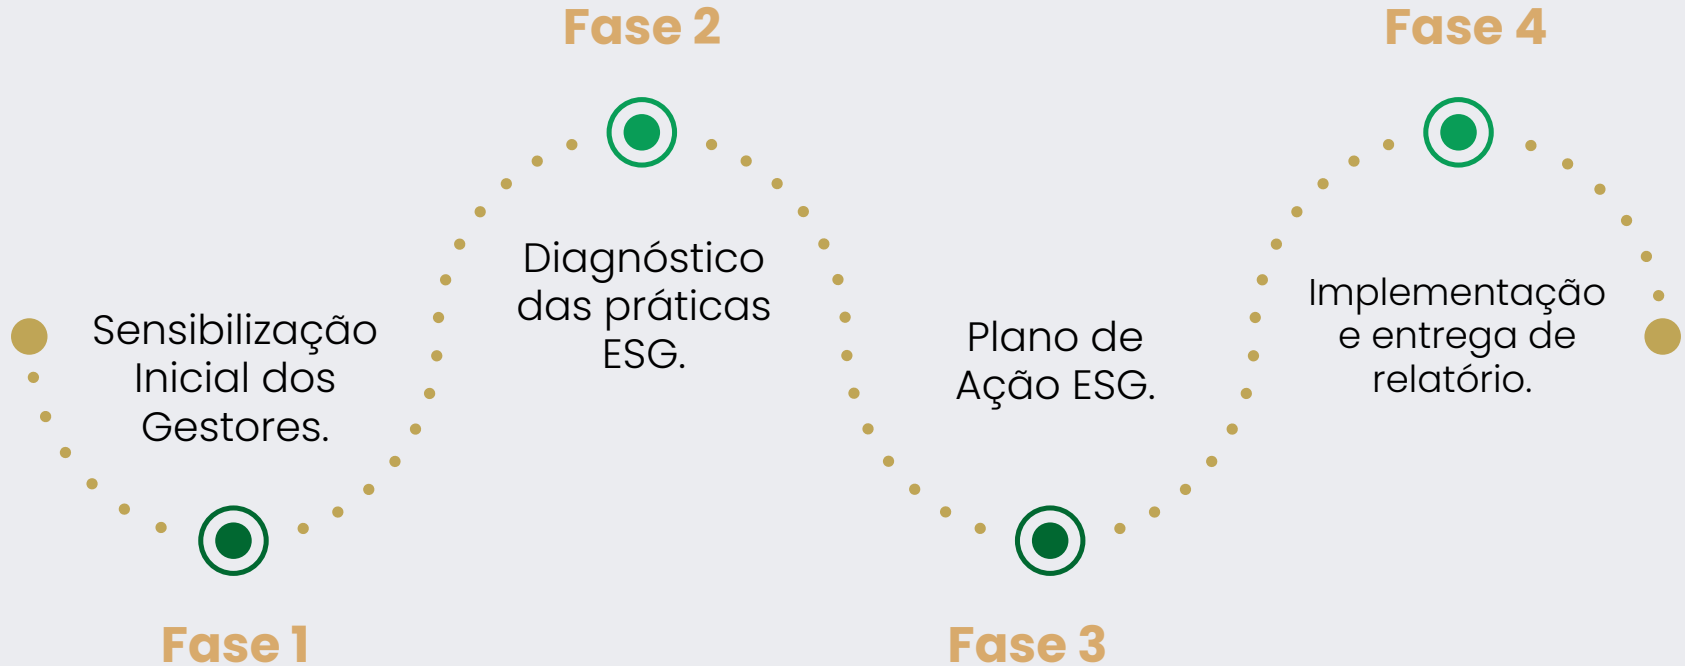 Fase 1
Sensibilização
Inicial dos
Gestores.
Fase 2
Diagnóstico
das práticas
ESG.
Fase 3
Plano de
Ação ESG.
Fase 4
Implementação
e entrega de
relatório.